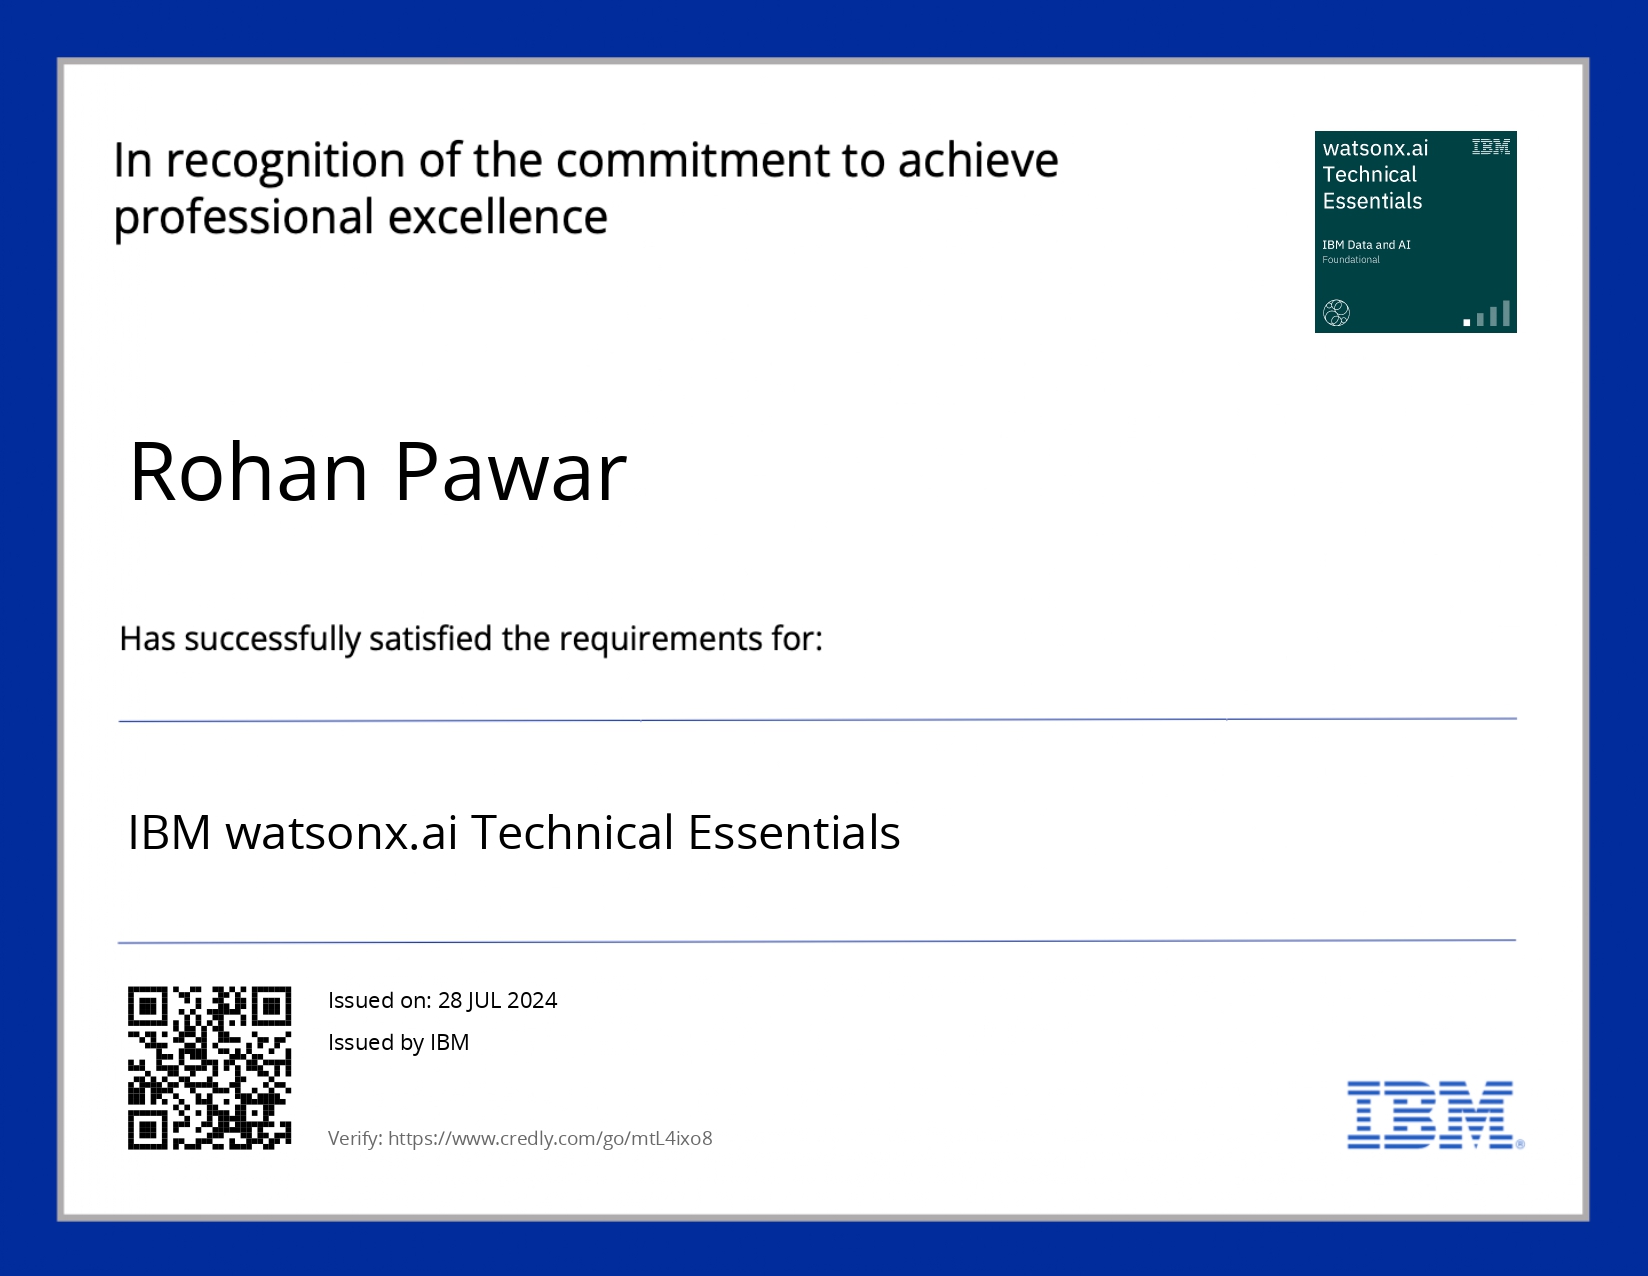 In recognition of the commitment to achieve
professional excellence
watsonx.ai
IBM
Technical
Essentials
IBM Data and AI
Foundational
Rohan Pawar
Has successfully satisfied the requirements for:
IBM watsonx.ai Technical Essentials
Issued on: 28 JUL 2024
Issued by IBM
Verify: https://www.credly.com/go/mtL4ixo8
IBM®